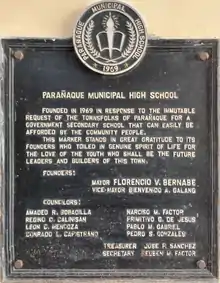 PARAÑAQUE MUNICIPAL HIGH SCHOOL
1969
PARAÑAQUE MUNICIPAL HIGH SCHOOL
FOUNDED IN 1969 IN RESPONSE TO THE IMMUTABLE
REQUEST OF THE TOWNSFOLKS OF PARAÑAQUE FOR A
GOVERNMENT SECONDARY SCHOOL THAT CAN EASILY BE
AFFORDED BY THE COMMUNITY PEOPLE.
THIS MARKER STANDS IN GREAT GRATITUDE TO ITS
FOUNDERS WHO TOILED IN GENUINE SPIRIT OF LIFE FOR
THE LOVE OF THE YOUTH WHO SHALL BE THE FUTURE
LEADERS AND BUILDERS OF THIS TOWN.
FOUNDERS:
MAYOR FLORENCIO V. BERNABE
VICE-MAYOR BIENVENDO A. GALANG
COUNCILORS:
AMADEO R. BOBADILLA NARCISO M. FACTOR
REGINO D. CALINISAN PRIMITIVO D. DE JESUS
LEON C. MENDOZA PABLO M. GABRIEL
CONRADO L. CAPISTRANO PEDRO S. GONZALES
TREASURER JOSE P. SANCHEZ
SECRETARY REUBEN M. FACTOR